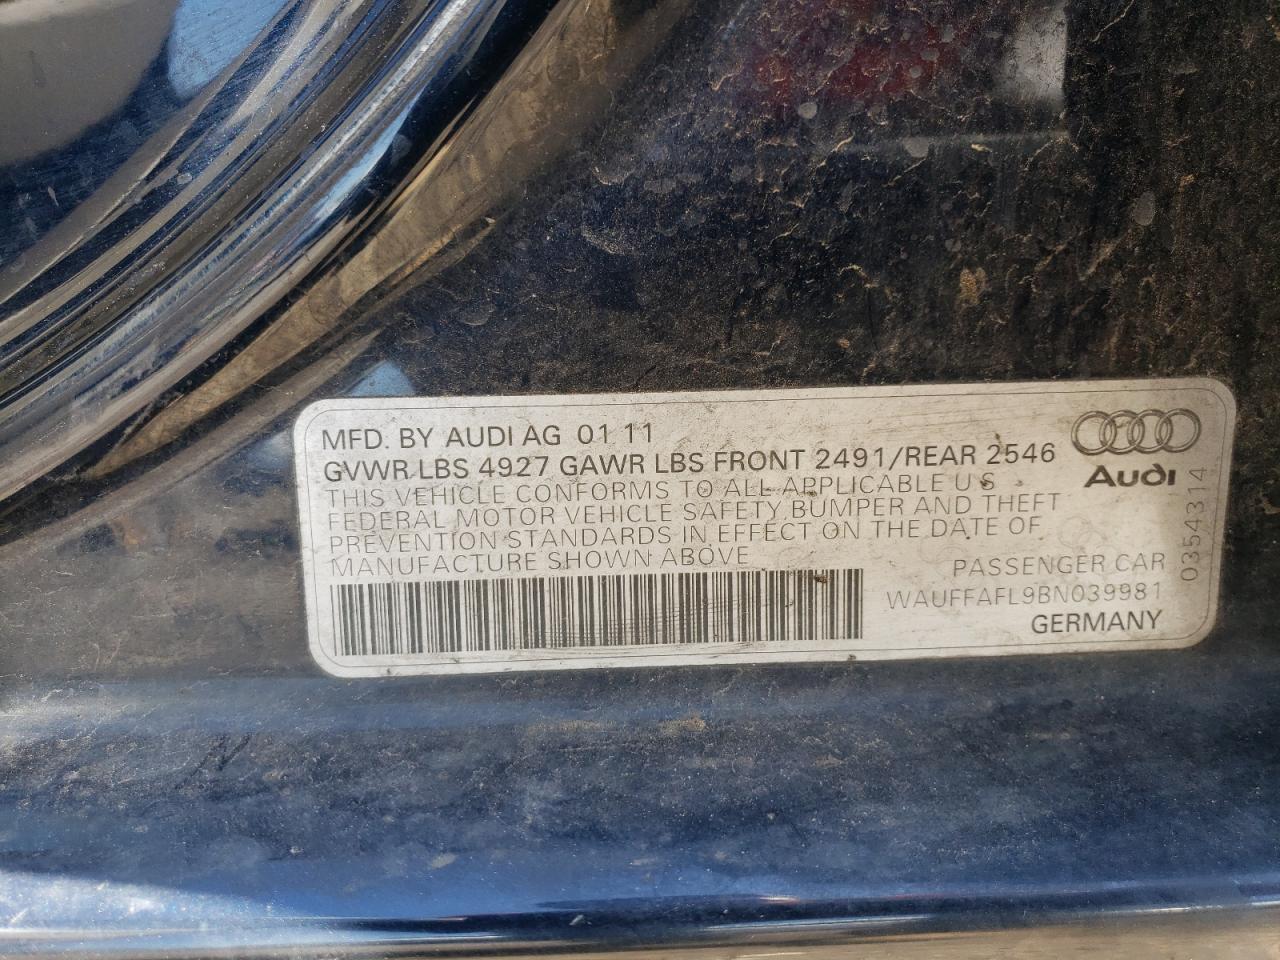 MFD. BY AUDI AG 01 11
GVWR LBS 4927 GAWR LBS FRONT 2491/REAR 2546
THIS VEHICLE CONFORMS TO ALL APPLICABLE U S
FEDERAL MOTOR VEHICLE SAFETY, BUMPER AND THEFT
PREVENTION STANDARDS IN EFFECT ON THE DATE OF
MANUFACTURE SHOWN ABOVE
Audi
PASSENGER CAR
WAUFFAFL9BN039981
GERMANY
0354314